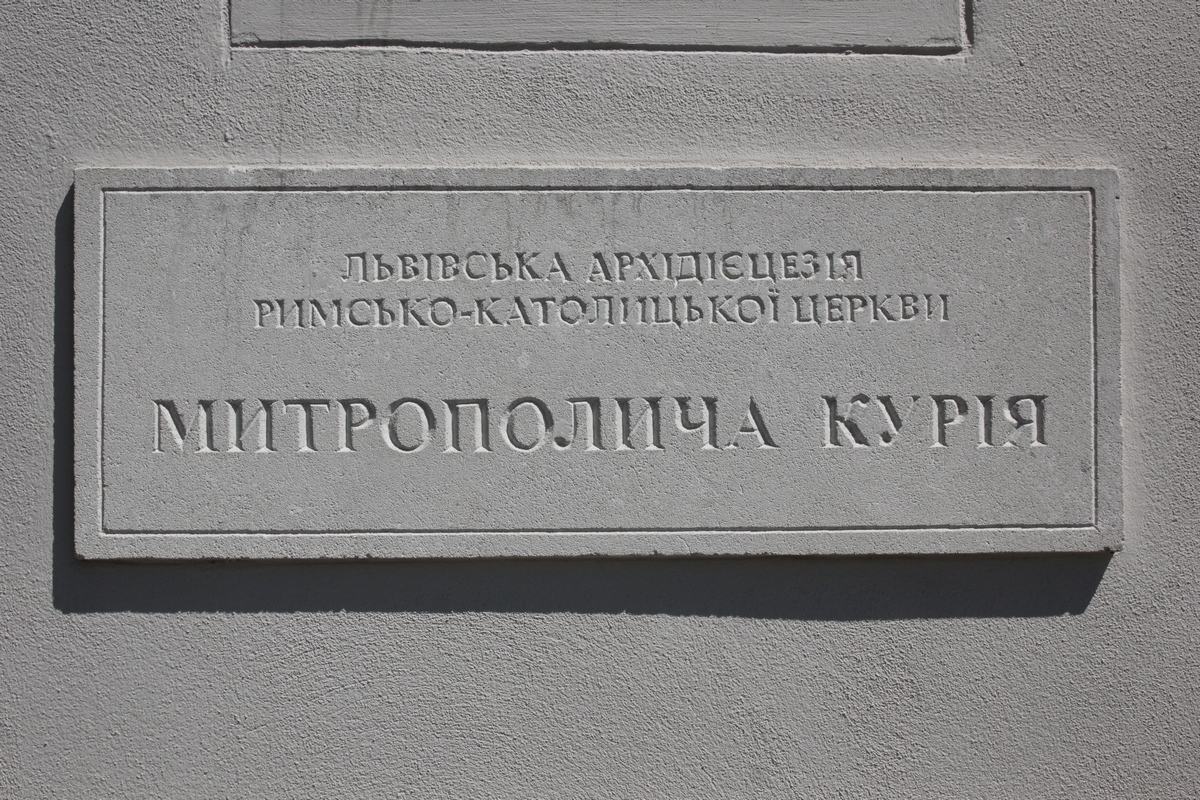 ЛЬВІВСЬКА АРХІДІЄЦЕЗІЯ
РИМСЬКО-КАТОЛИЦЬКОЇ ЦЕРКВИ
МИТРОПОЛИЧА КУРІЯ